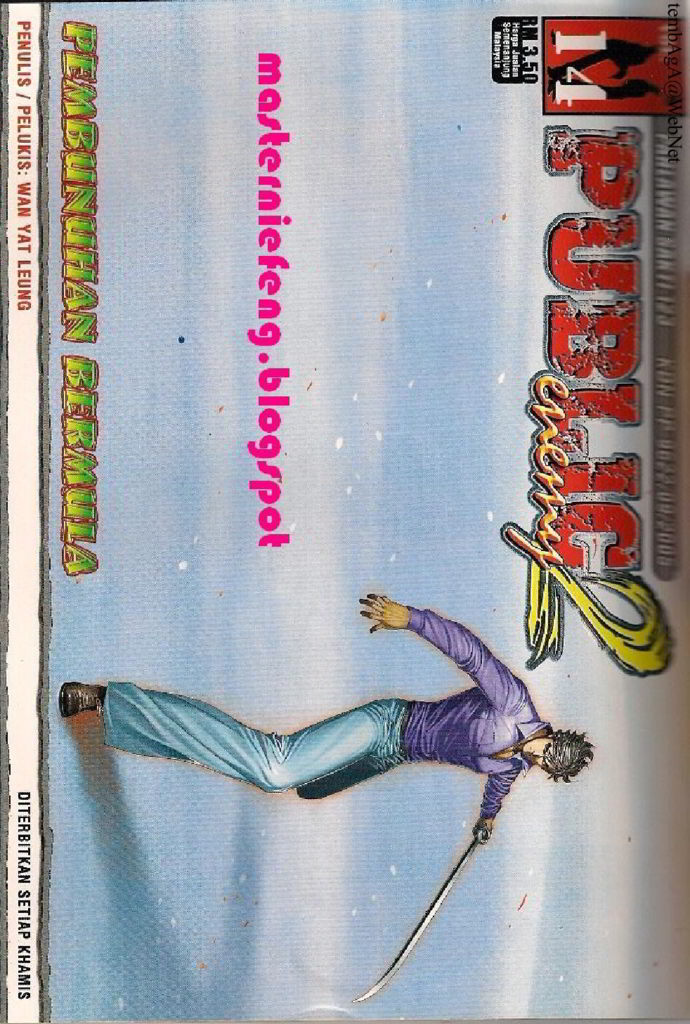 tembAgA@WebNet
14
RM 3.50
Harga Jualan
Semenanjung
Malaysia
PUBLIC
enemy 2
masterniefeng.blogspot
PEMBUNUHAN BERMULA
PENULIS / PELUKIS: WAN YAT LEUNG
DITERBITKAN SETIAP KHAMIS